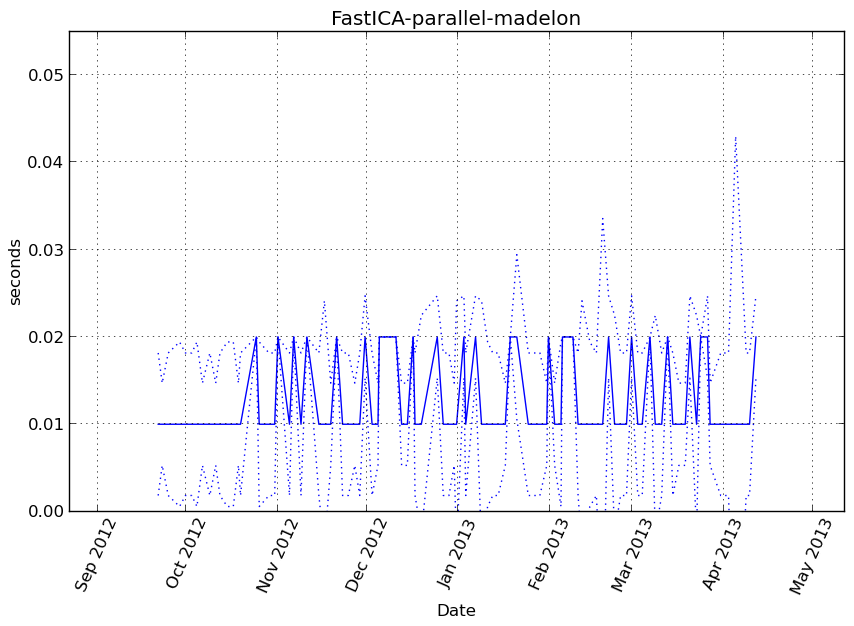 FastICA-parallel-madelon
0.05
0.04
0.03
0.02
0.01
0.00
seconds
Sep 2012
Oct 2012
Nov 2012
Dec 2012
Jan 2013
Feb 2013
Mar 2013
Apr 2013
May 2013
Date